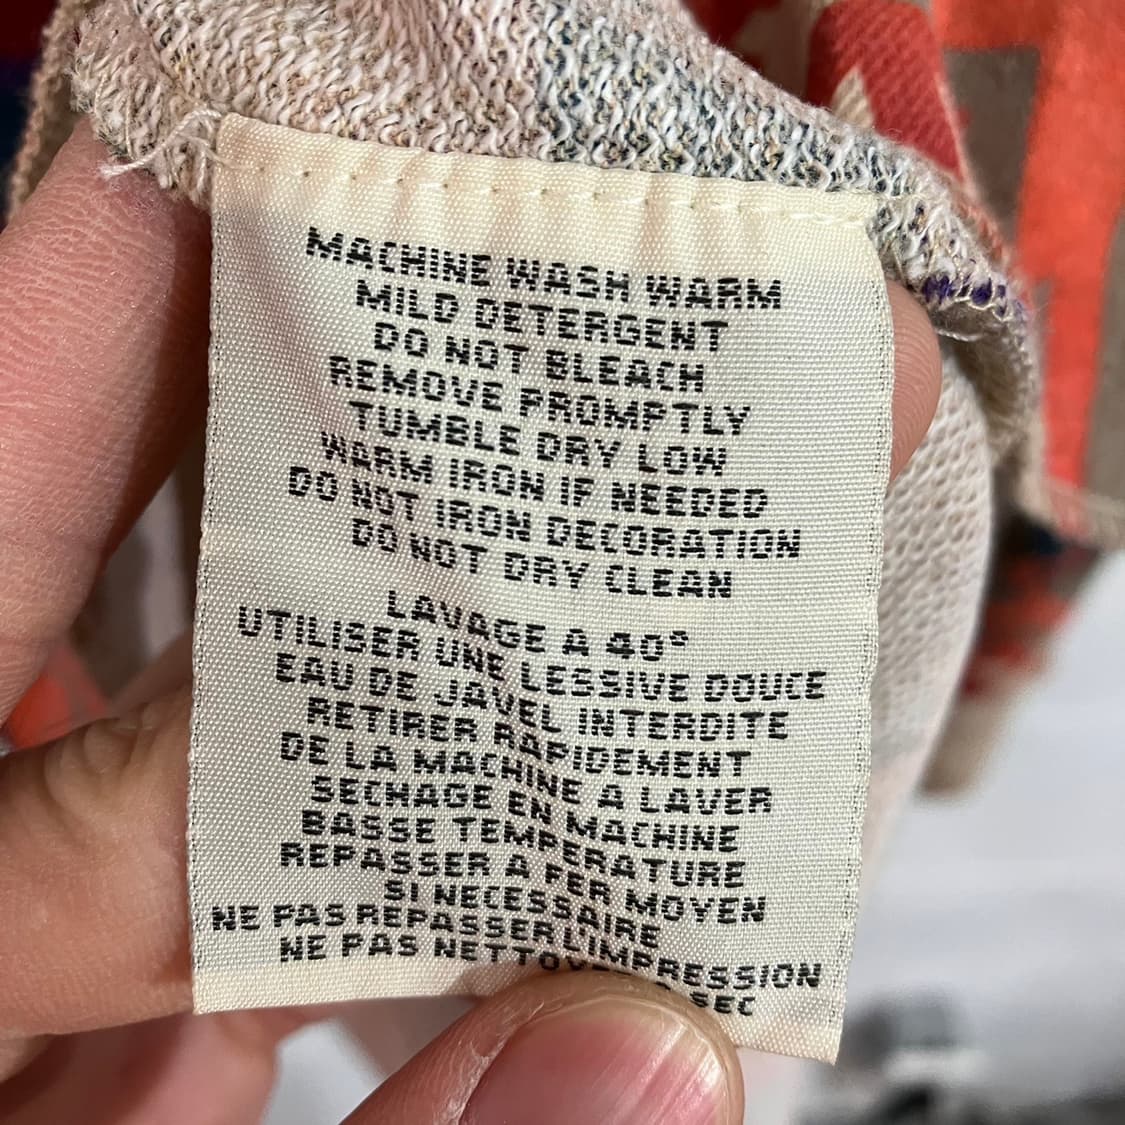 MACHINE WASH WARM
MILD DETERGENT
DO NOT BLEACH
REMOVE PROMPTLY
TUMBLE DRY LOW
WARM IRON IF NEEDED
DO NOT IRON DECORATION
DO NOT DRY CLEAN
LAVAGE A 40°
UTILISER UNE LESSIVE DOUCE
EAU DE JAVEL INTERDITE
RETIRER RAPIDEMENT
DE LA MACHINE A LAVER
SECHAGE EN MACHINE
BASSE TEMPERATURE
REPASSER A FER MOYEN
SI NECESSAIRE
NE PAS REPASSER L'IMPRESSION
NE PAS SEC